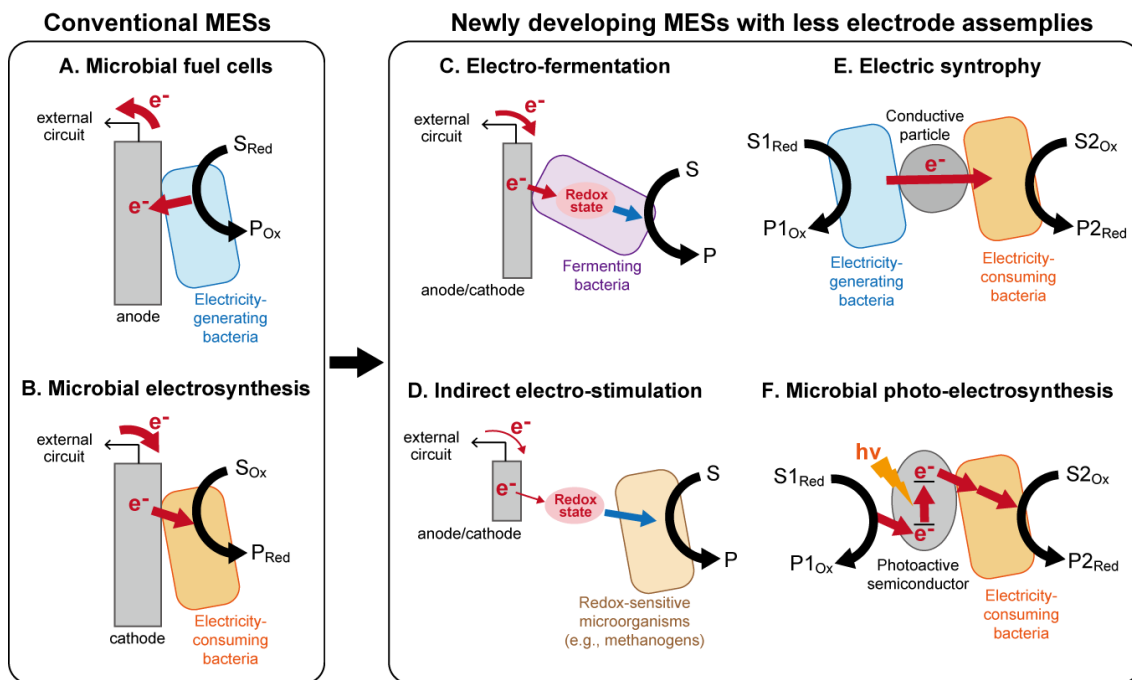 Conventional MESs
Newly developing MESs with less electrode assemplies
A. Microbial fuel cells
e-
external
circuit
SRed
e-
POx
Electricity-
generating
bacteria
anode
B. Microbial electrosynthesis
e-
external
circuit
SOx
e-
PRed
Electricity-
consuming
bacteria
cathode
C. Electro-fermentation
e-
external
circuit
S
e-
Redox
state
P
Fermenting
bacteria
anode/cathode
D. Indirect electro-stimulation
e-
external
circuit
S
e-
Redox
state
anode/cathode
P
Redox-sensitive
microorganisms
(e.g., methanogens)
E. Electric syntrophy
Conductive
particle
S1Red
S2Ox
e-
P1Ox
P2Red
Electricity-
generating
bacteria
Electricity-
consuming
bacteria
F. Microbial photo-electrosynthesis
hν
S1Red
e-
S2Ox
e-
P1Ox
Photoactive
semiconductor
P2Red
Electricity-
consuming
bacteria